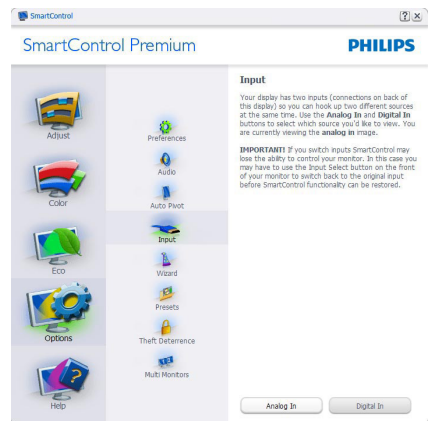 SmartControl
SmartControl Premium
PHILIPS
Adjust
Color
Eco
Options
Help
Preferences
Audio
Auto Pivot
Input
Wizard
Presets
Theft Deterrence
Multi Monitors
Input
Your display has two inputs (connections on back of
this display) so you can hook up two different sources
at the same time. Use the Analog In and Digital In
buttons to select which source you'd like to view. You
are currently viewing the analog in image.
IMPORTANT! If you switch inputs SmartControl may
lose the ability to control your monitor. In this case you
may have to use the Input Select button on the front
of your monitor to switch back to the original input
before SmartControl functionality can be restored.
Analog In
Digital In